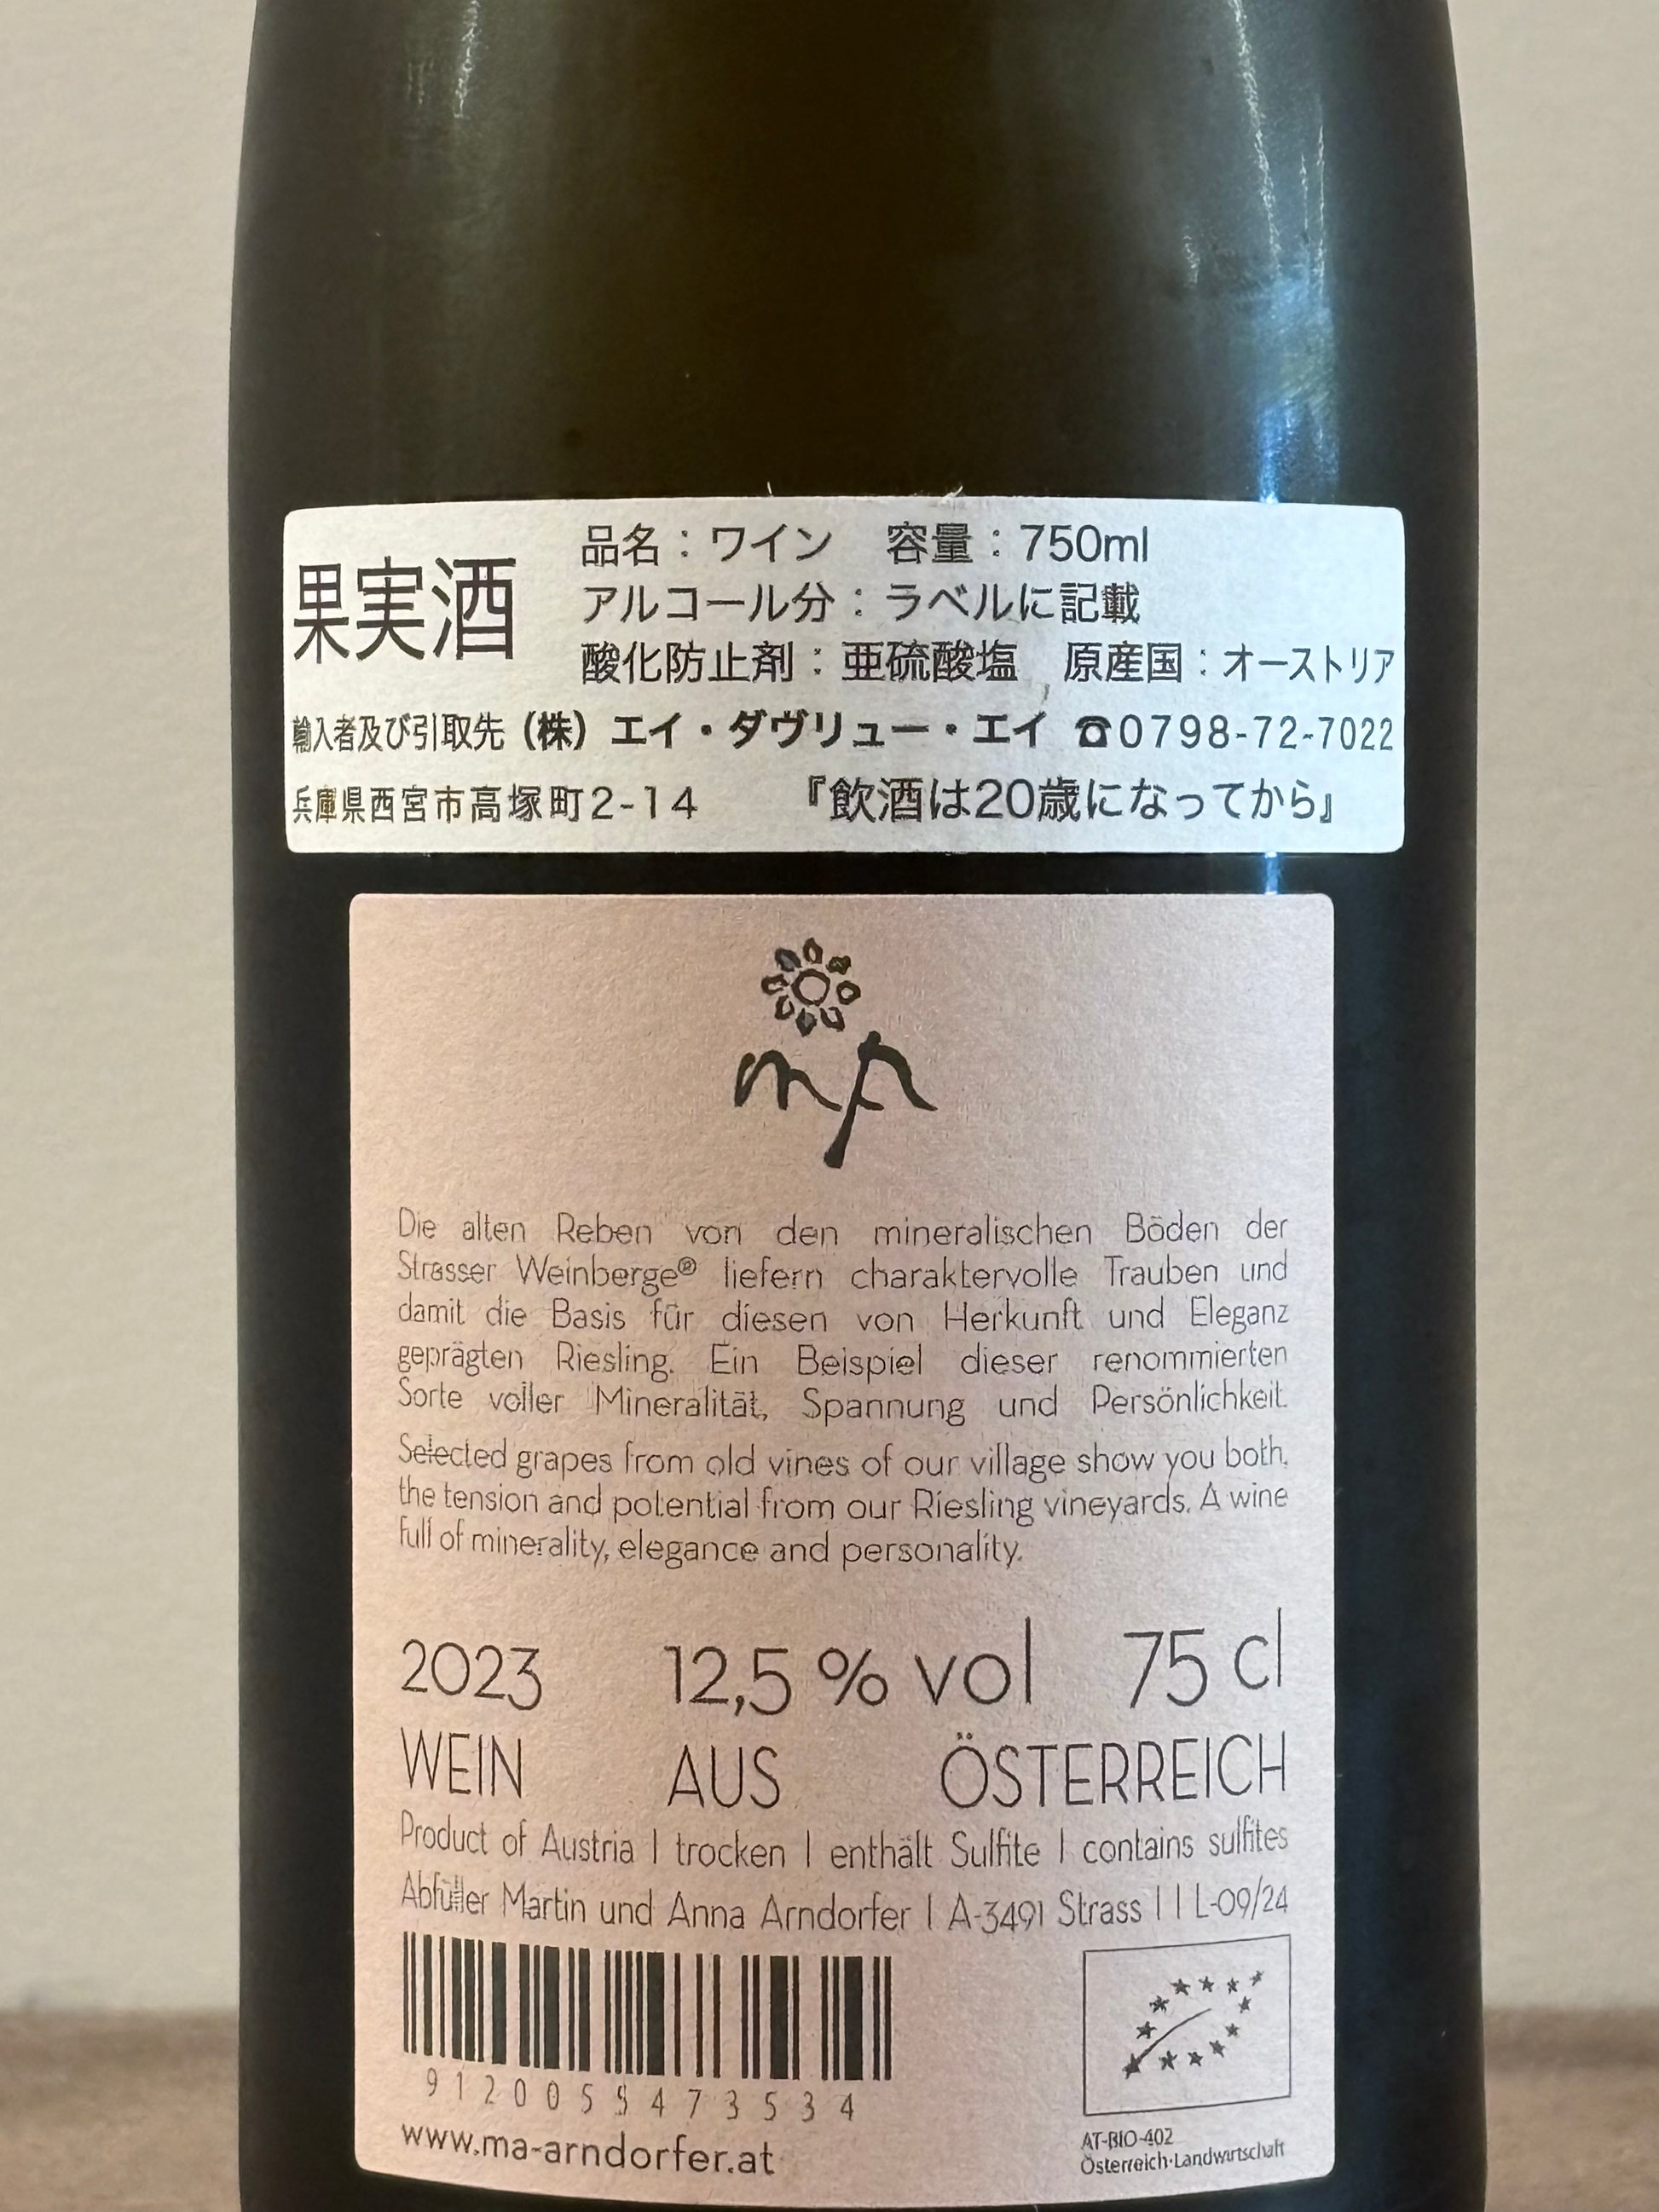 果実酒
品名：ワイン 容量：750ml
アルコール分：ラベルに記載
酸化防止剤：亜硫酸塩 原産国：オーストリア
輸入者及び引取先（株）エイ・ダヴリュー・エイ ☎0798-72-7022
兵庫県西宮市高塚町2-14 『飲酒は20歳になってから』
ma
Die alten Reben von den mineralischen Böden der
Strasser Weinberge® liefern charaktervolle Trauben und
damit die Basis für diesen von Herkunft und Eleganz
geprägten Riesling. Ein Beispiel dieser renommierten
Sorte voller Mineralität, Spannung und Persönlichkeit.
Selected grapes from old vines of our village show you both,
the tension and potential from our Riesling vineyards. A wine
full of minerality, elegance and personality.
2023 12,5 % vol 75 cl
WEIN AUS ÖSTERREICH
Product of Austria | trocken | enthält Sulfite | contains sulfites
Abfüller Martin und Anna Arndorfer | A-3491 Strass | | L-09/24
9120055473534
www.ma-arndorfer.at
AT-BIO-402
Österreich-Landwirtschaft